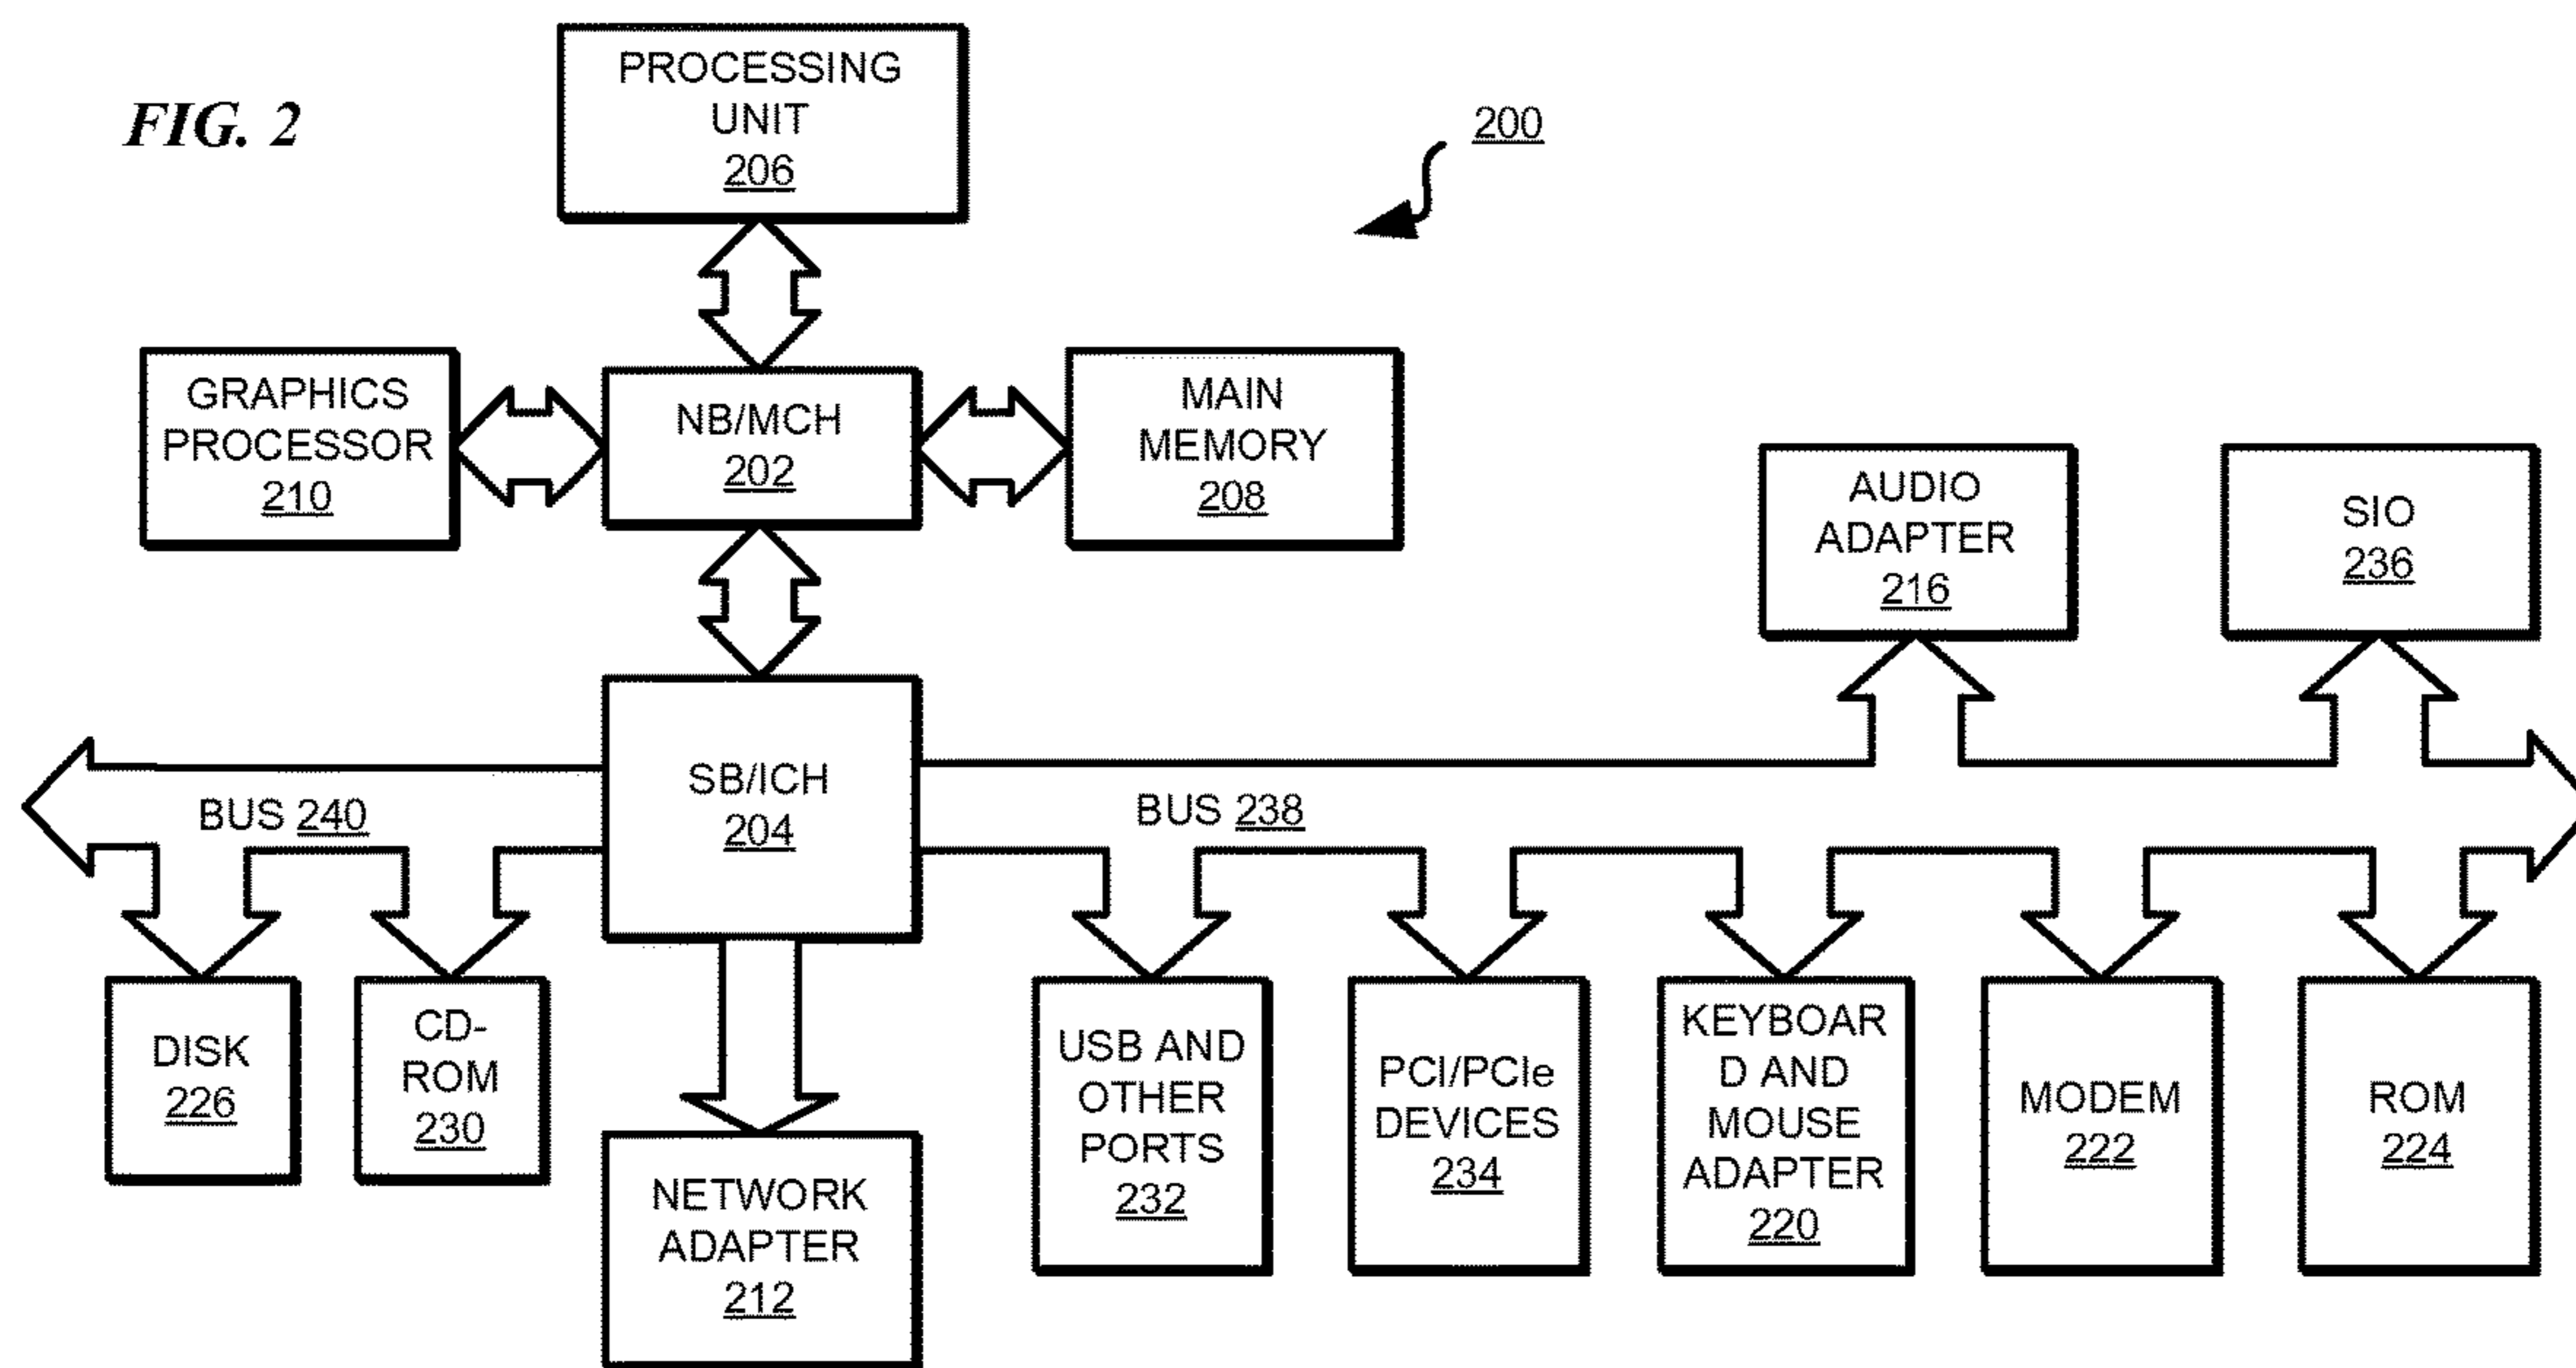 FIG. 2
PROCESSING
UNIT
206
200
GRAPHICS
PROCESSOR
210
NB/MCH
202
MAIN
MEMORY
208
AUDIO
ADAPTER
216
SIO
236
SB/ICH
204
BUS 240
BUS 238
DISK
226
CD-
ROM
230
NETWORK
ADAPTER
212
USB AND
OTHER
PORTS
232
PCI/PCIe
DEVICES
234
KEYBOAR
D AND
MOUSE
ADAPTER
220
MODEM
222
ROM
224